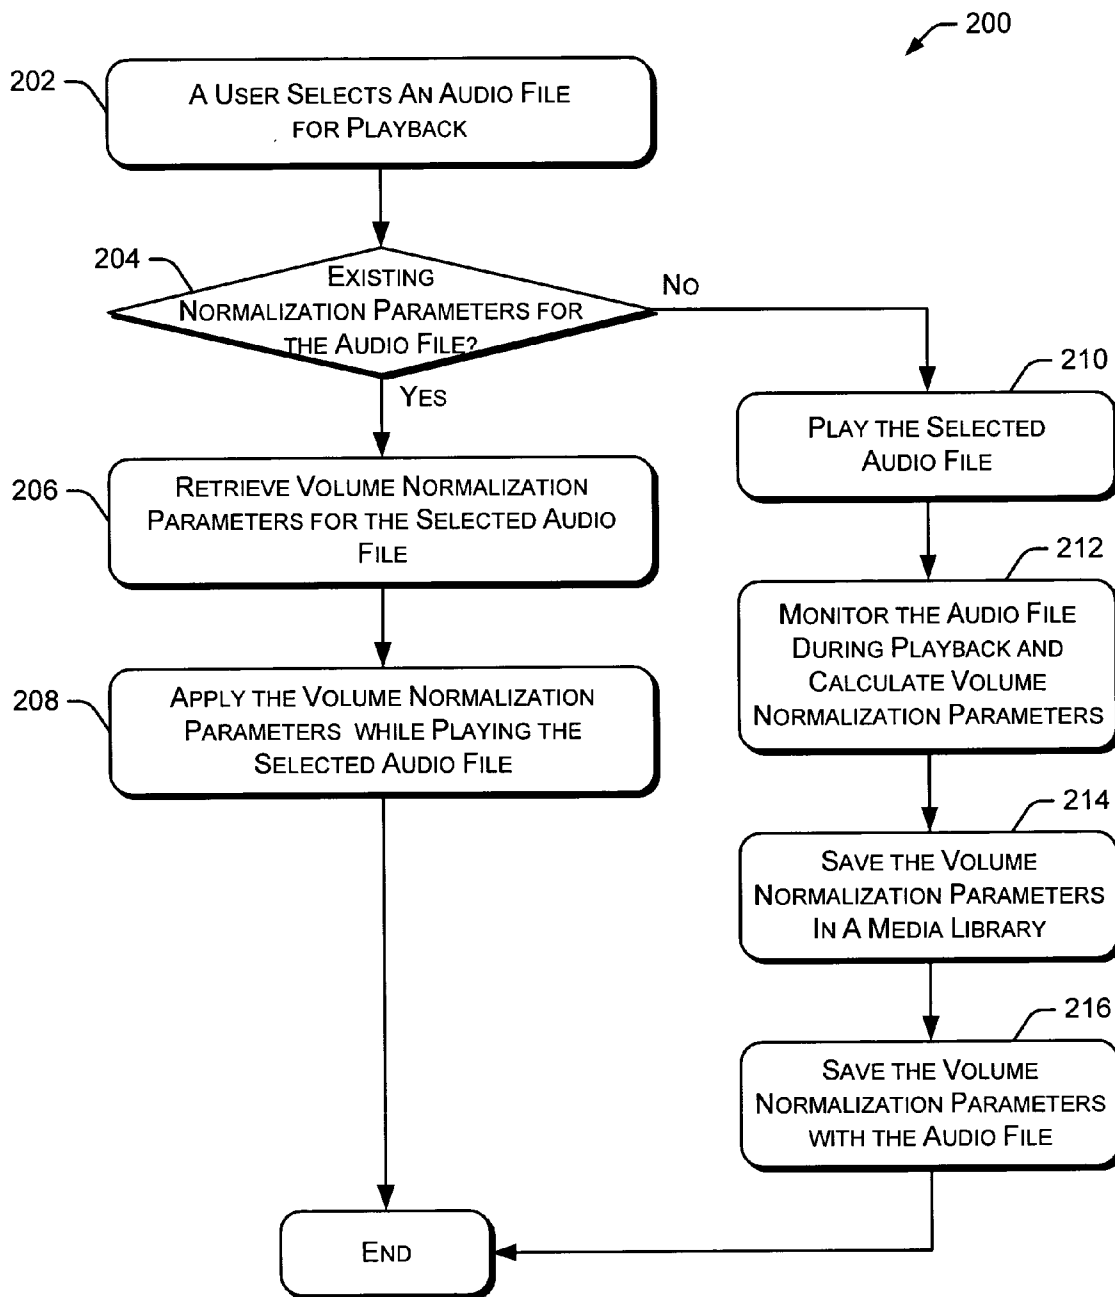 200
202
A USER SELECTS AN AUDIO FILE
FOR PLAYBACK
204
EXISTING
NORMALIZATION PARAMETERS FOR
THE AUDIO FILE?
NO
YES
206
RETRIEVE VOLUME NORMALIZATION
PARAMETERS FOR THE SELECTED AUDIO
FILE
208
APPLY THE VOLUME NORMALIZATION
PARAMETERS WHILE PLAYING THE
SELECTED AUDIO FILE
210
PLAY THE SELECTED
AUDIO FILE
212
MONITOR THE AUDIO FILE
DURING PLAYBACK AND
CALCULATE VOLUME
NORMALIZATION PARAMETERS
214
SAVE THE VOLUME
NORMALIZATION PARAMETERS
IN A MEDIA LIBRARY
216
SAVE THE VOLUME
NORMALIZATION PARAMETERS
WITH THE AUDIO FILE
END